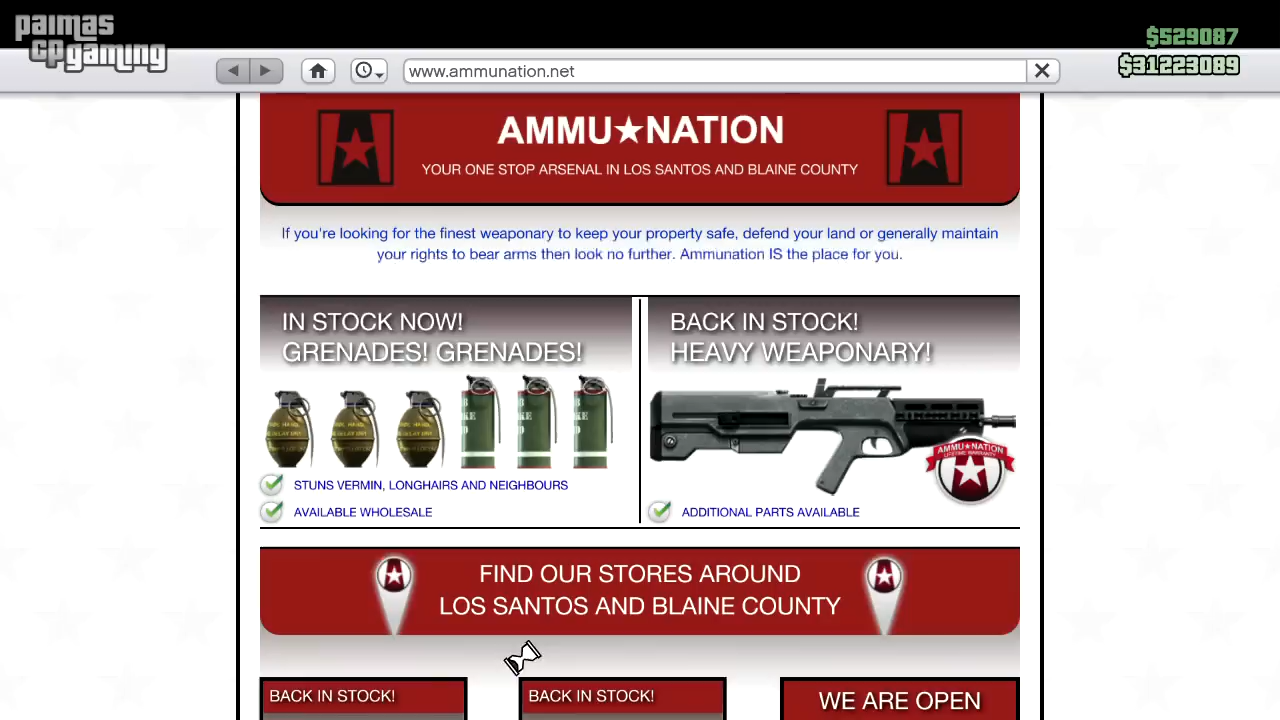 paimas
cpgaming
$529087
$31223089
www.ammunation.net
AMMU★NATION
YOUR ONE STOP ARSENAL IN LOS SANTOS AND BLAINE COUNTY
If you're looking for the finest weaponary to keep your property safe, defend your land or generally maintain
your rights to bear arms then look no further. Ammunation IS the place for you.
IN STOCK NOW!
GRENADES! GRENADES!
STUNS VERMIN, LONGHAIRS AND NEIGHBOURS
AVAILABLE WHOLESALE
BACK IN STOCK!
HEAVY WEAPONARY!
AMMU★NATION
LIFETIME WARRANTY
ADDITIONAL PARTS AVAILABLE
FIND OUR STORES AROUND
LOS SANTOS AND BLAINE COUNTY
BACK IN STOCK!
BACK IN STOCK!
WE ARE OPEN